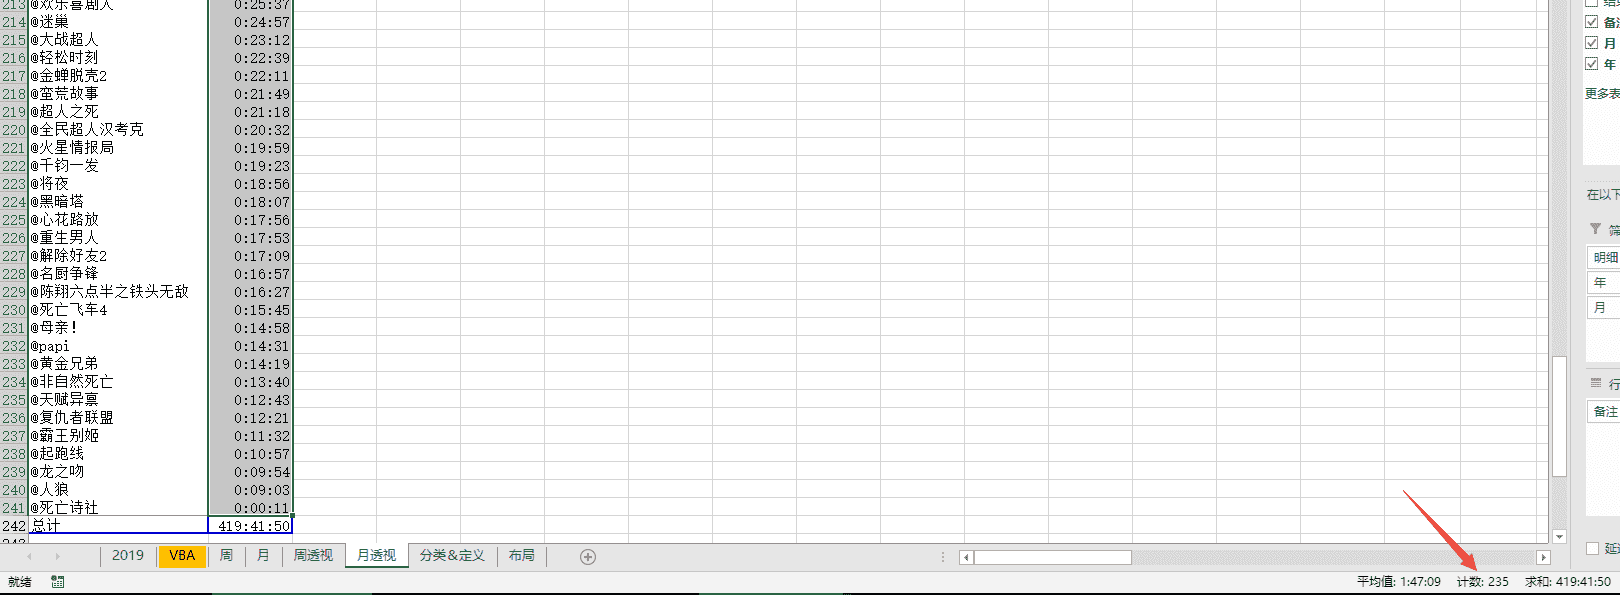 213 @欢乐喜剧人 0:25:37
214 @迷巢 0:24:57
215 @大战超人 0:23:12
216 @轻松时刻 0:22:39
217 @金蝉脱壳2 0:22:11
218 @蛮荒故事 0:21:49
219 @超人之死 0:21:18
220 @全民超人汉考克 0:20:32
221 @火星情报局 0:19:59
222 @千钧一发 0:19:23
223 @将夜 0:18:56
224 @黑暗塔 0:18:07
225 @心花路放 0:17:56
226 @重生男人 0:17:53
227 @解除好友2 0:17:09
228 @名厨争锋 0:16:57
229 @陈翔六点半之铁头无敌 0:16:27
230 @死亡飞车4 0:15:45
231 @母亲! 0:14:58
232 @papi 0:14:31
233 @黄金兄弟 0:14:19
234 @非自然死亡 0:13:40
235 @天赋异禀 0:12:43
236 @复仇者联盟 0:12:21
237 @霸王别姬 0:11:32
238 @起跑线 0:10:57
239 @龙之吻 0:09:54
240 @人狼 0:09:03
241 @死亡诗社 0:00:11
242 总计 419:41:50
2019 VBA 周 月 周透视 月透视 分类&定义 布局
就绪 平均值: 1:47:09 计数: 235 求和: 419:41:50
备注
月
年
更多表
在以下
筛
明细
年
月
行
备注